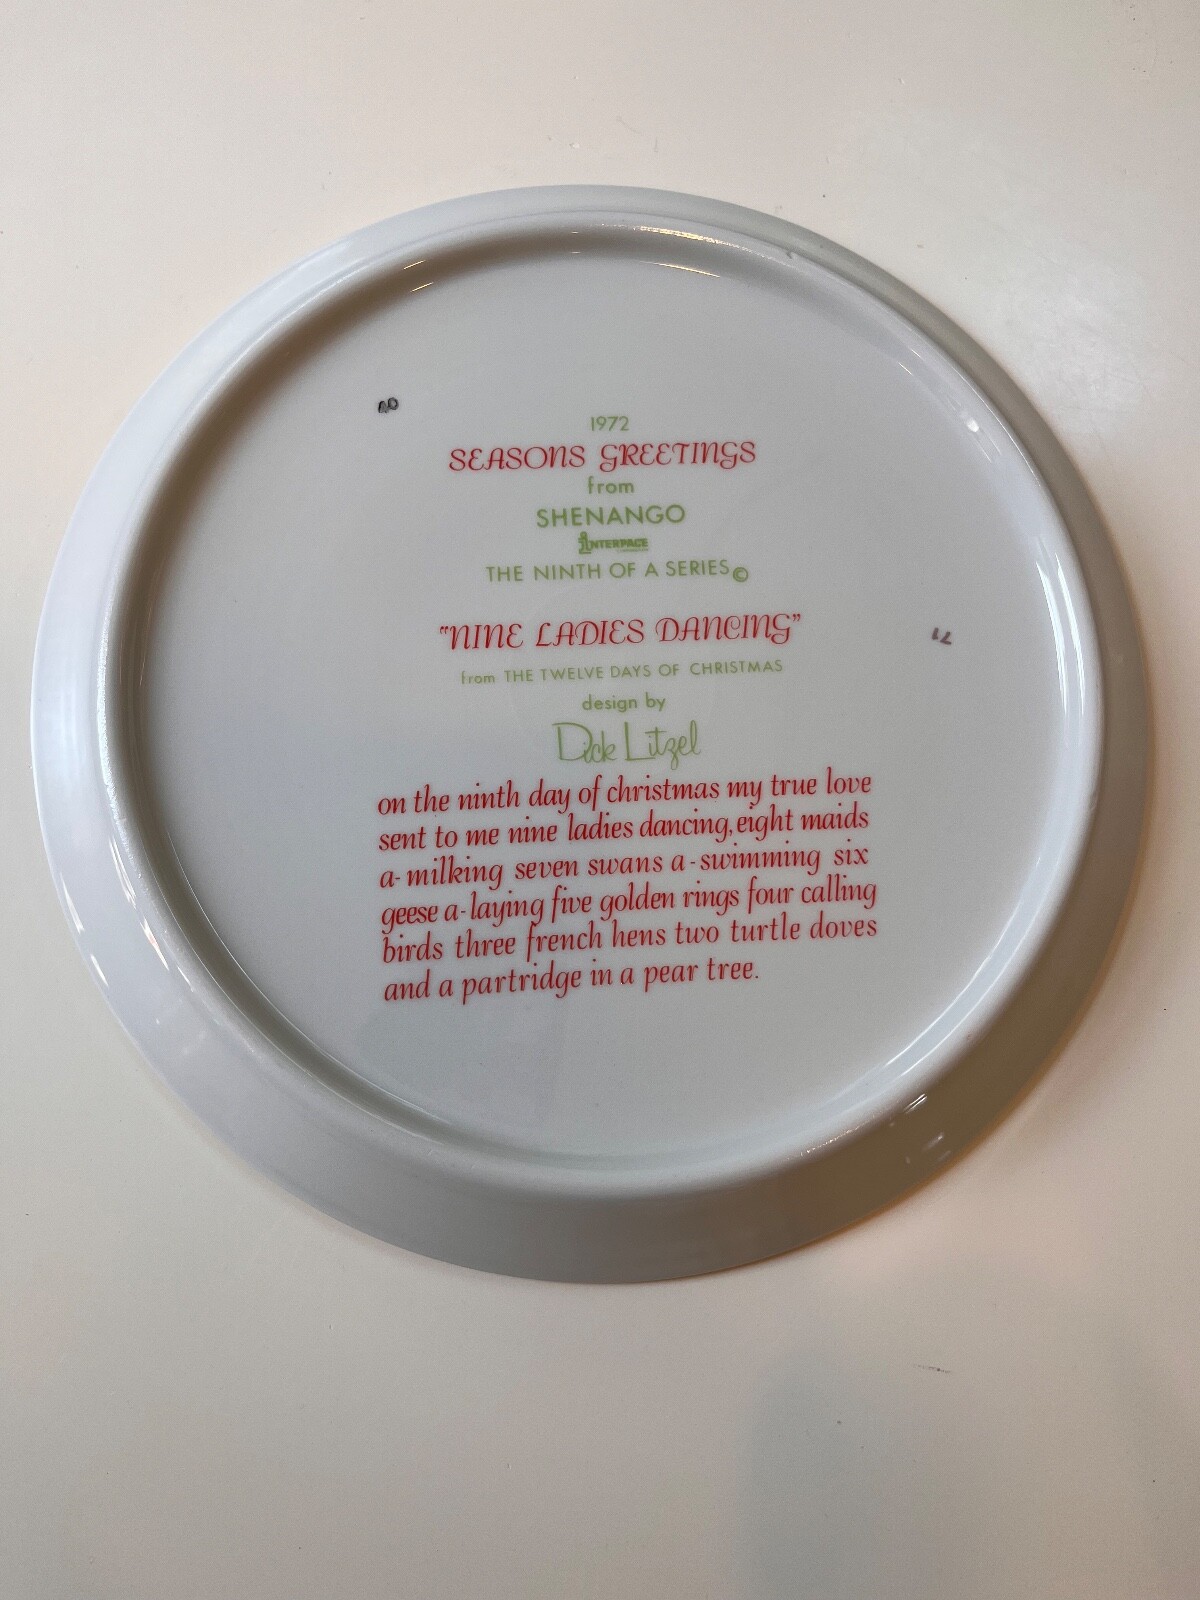 40
1972
SEASONS GREETINGS
from
SHENANGO
INTERPACE
THE NINTH OF A SERIES©
"NINE LADIES DANCING"
71
from THE TWELVE DAYS OF CHRISTMAS
design by
Dick Litzel
on the ninth day of christmas my true love
sent to me nine ladies dancing, eight maids
a-milking seven swans a-swimming six
geese a-laying five golden rings four calling
birds three french hens two turtle doves
and a partridge in a pear tree.